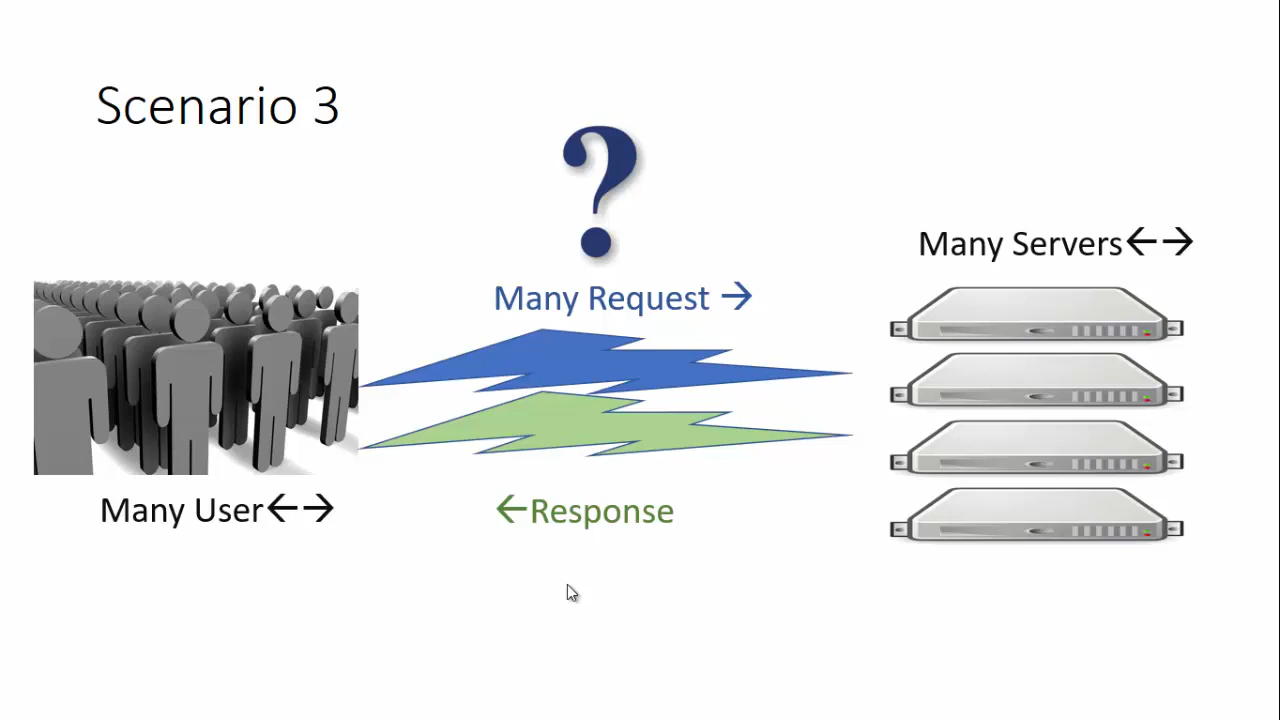 Scenario 3
?
Many Servers←→
Many Request →
Many User←→
←Response